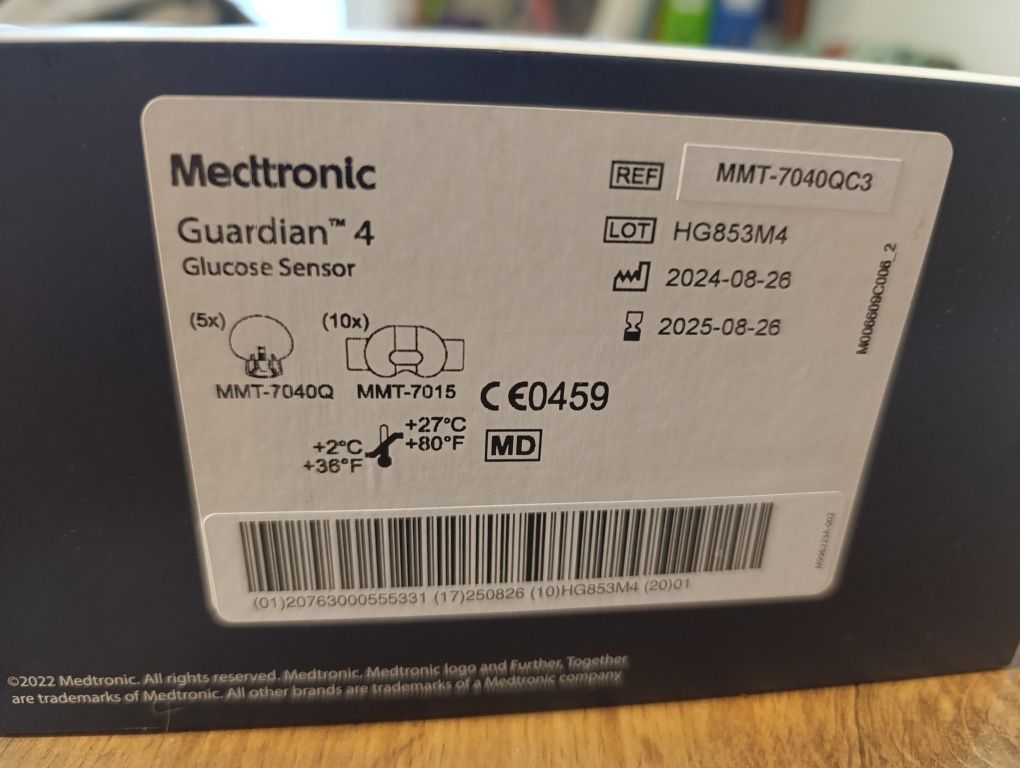 Medtronic
Guardian™ 4
Glucose Sensor
(5x)
MMT-7040Q
(10x)
MMT-7015
+2°C
+36°F
+27°C
+80°F
CE0459
MD
REF MMT-7040QC3
LOT HG853M4
2024-08-26
2025-08-26
M006609C006_2
(01)20763000555331 (17)250826 (10)HG853M4 (20)01
©2022 Medtronic. All rights reserved. Medtronic, Medtronic logo and Further, Together
are trademarks of Medtronic. All other brands are trademarks of a Medtronic company